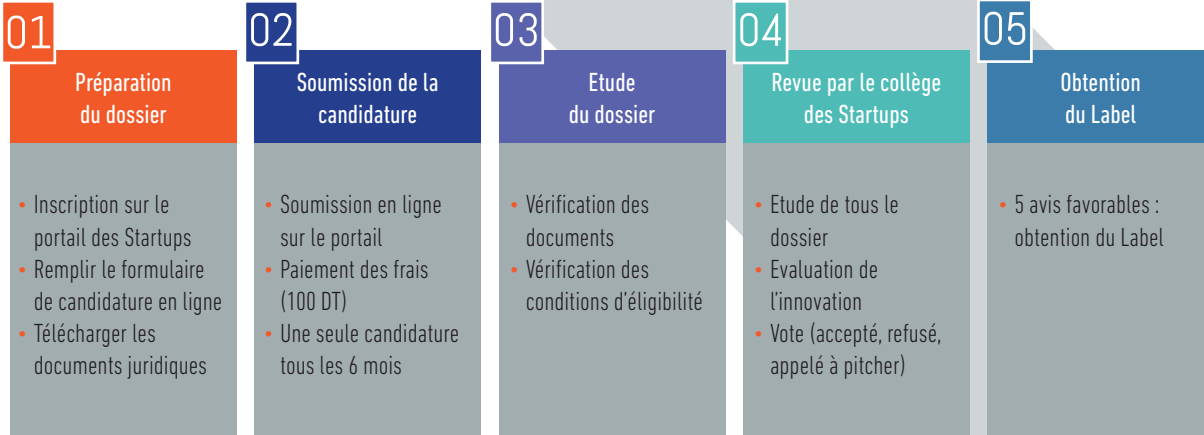 01
Préparation
du dossier
• Inscription sur le
portail des Startups
• Remplir le formulaire
de candidature en ligne
• Télécharger les
documents juridiques
02
Soumission de la
candidature
• Soumission en ligne
sur le portail
• Paiement des frais
(100 DT)
• Une seule candidature
tous les 6 mois
03
Etude
du dossier
• Vérification des
documents
• Vérification des
conditions d'éligibilité
04
Revue par le collège
des Startups
• Etude de tous le
dossier
• Evaluation de
l'innovation
• Vote (accepté, refusé,
appelé à pitcher)
05
Obtention
du Label
• 5 avis favorables :
obtention du Label